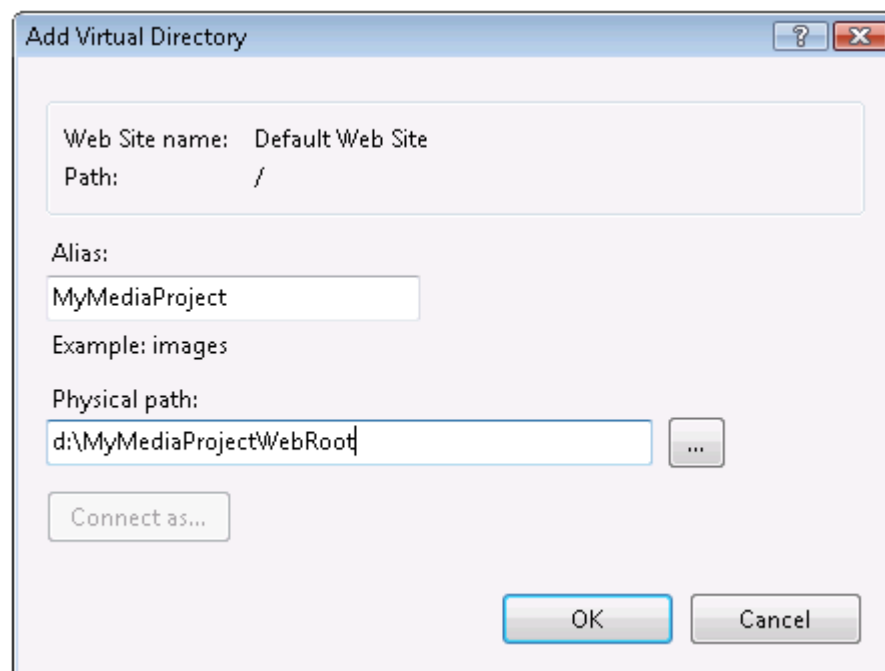 Add Virtual Directory
Web Site name: Default Web Site
Path: /
Alias:
MyMediaProject
Example: images
Physical path:
d:\MyMediaProjectWebRoot
...
Connect as...
OK Cancel